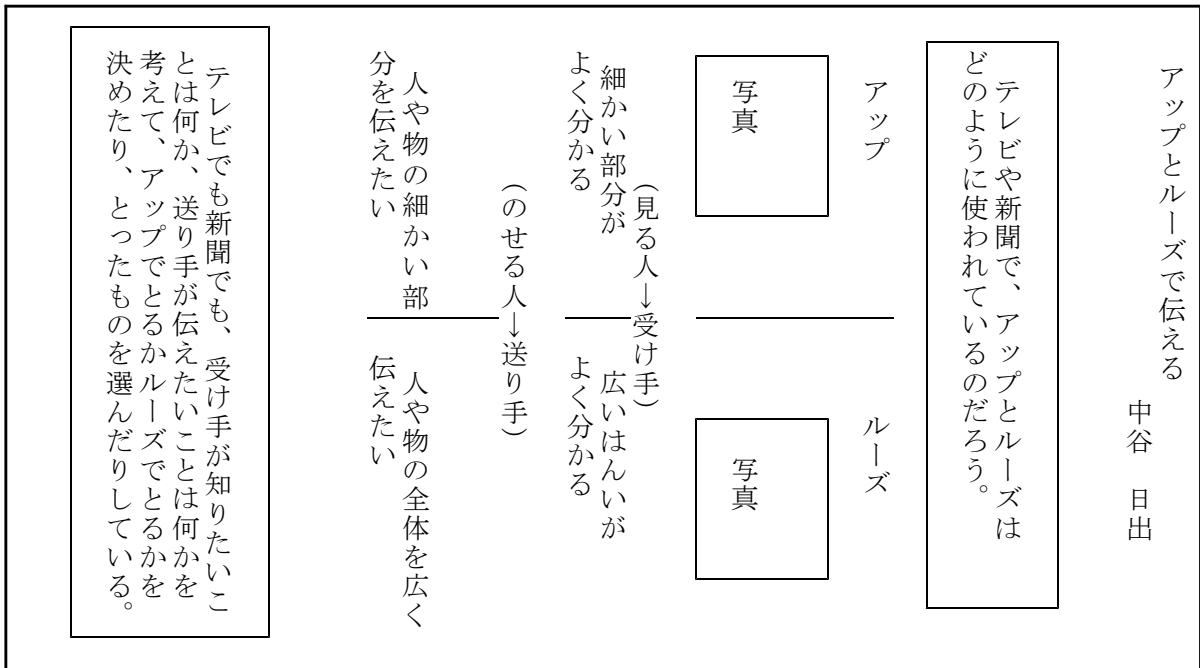 アップとルーズで伝える
中谷　日出
テレビや新聞で、アップとルーズは
どのように使われているのだろう。
アップ
ルーズ
写真
写真
(見る人→受け手)
細かい部分が
よく分かる
広いはんいが
よく分かる
(のせる人→送り手)
人や物の細かい部
分を伝えたい
人や物の全体を広く
伝えたい
テレビでも新聞でも、受け手が知りたいこ
とは何か、送り手が伝えたいことは何かを
考えて、アップでとるかルーズでとるかを
決めたり、とったものを選んだりしている。